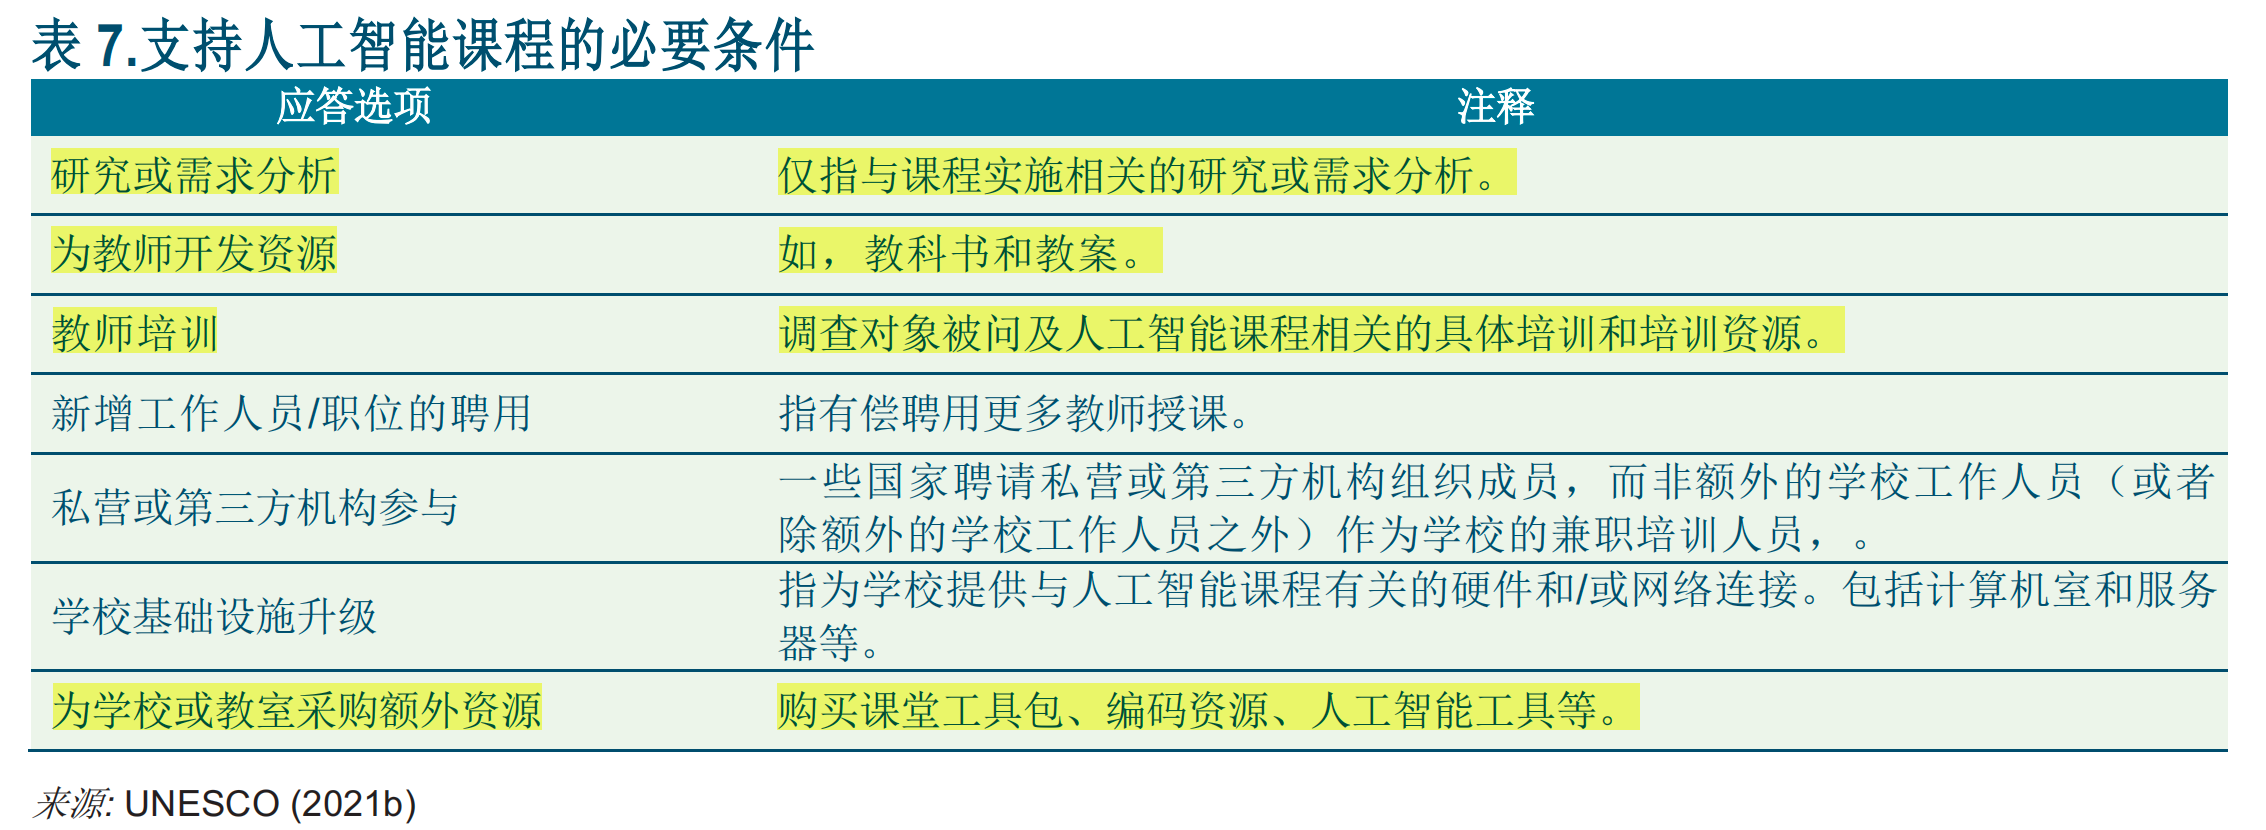 表 7.支持人工智能课程的必要条件
应答选项 注释
研究或需求分析 仅指与课程实施相关的研究或需求分析。
为教师开发资源 如，教科书和教案。
教师培训 调查对象被问及人工智能课程相关的具体培训和培训资源。
新增工作人员/职位的聘用 指有偿聘用更多教师授课。
私营或第三方机构参与 一些国家聘请私营或第三方机构组织成员，而非额外的学校工作人员（或者
除额外的学校工作人员之外）作为学校的兼职培训人员，。
学校基础设施升级 指为学校提供与人工智能课程有关的硬件和/或网络连接。包括计算机室和服务
器等。
为学校或教室采购额外资源 购买课堂工具包、编码资源、人工智能工具等。
来源: UNESCO (2021b)